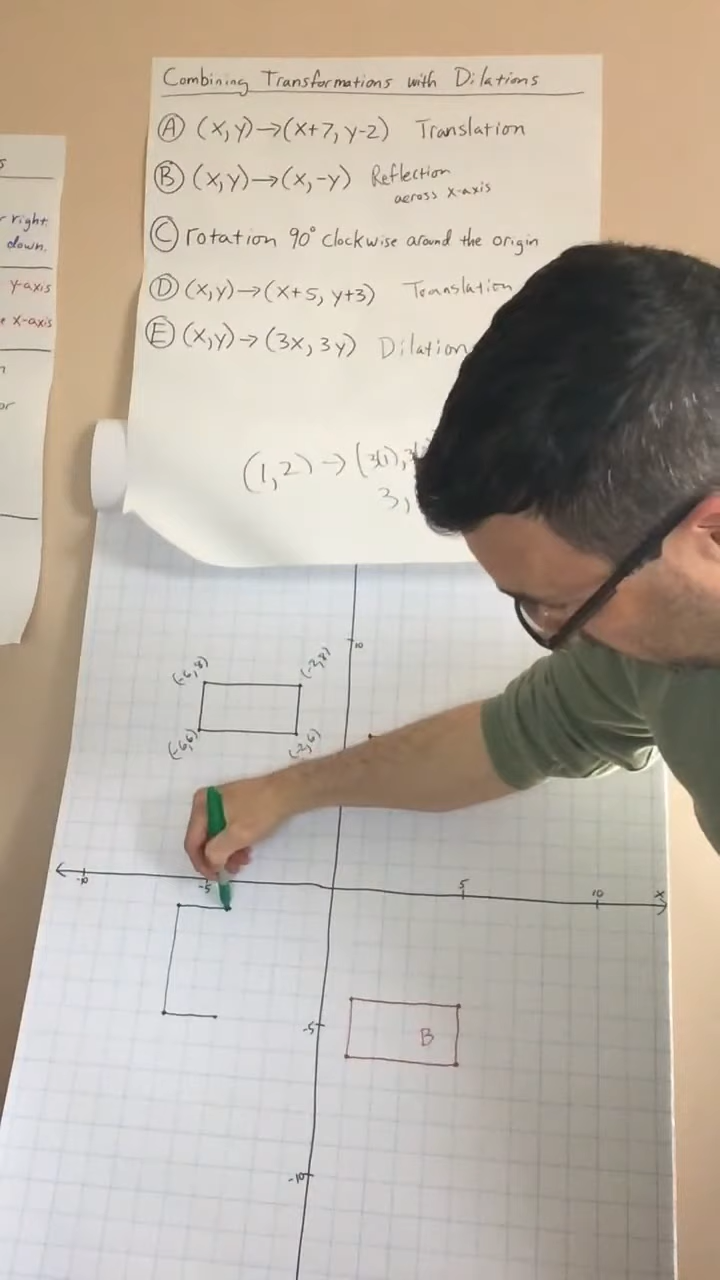 Combining Transformations with Dilations
Ⓐ (x,y)→(x+7, y-2) Translation
Ⓑ (x,y)→(x,-y) Reflection
across x-axis
Ⓒ rotation 90° clockwise around the origin
Ⓓ (x,y)→(x+5, y+3) Translation
Ⓔ (x,y)→(3x, 3y) Dilation
(1,2)→(3(1),
3,
right
down.
y-axis
x-axis
or
10
(-6,8)
(-2,8)
(-6,6)
(-2,6)
-10
-5
5
10
x
-5
B
-10